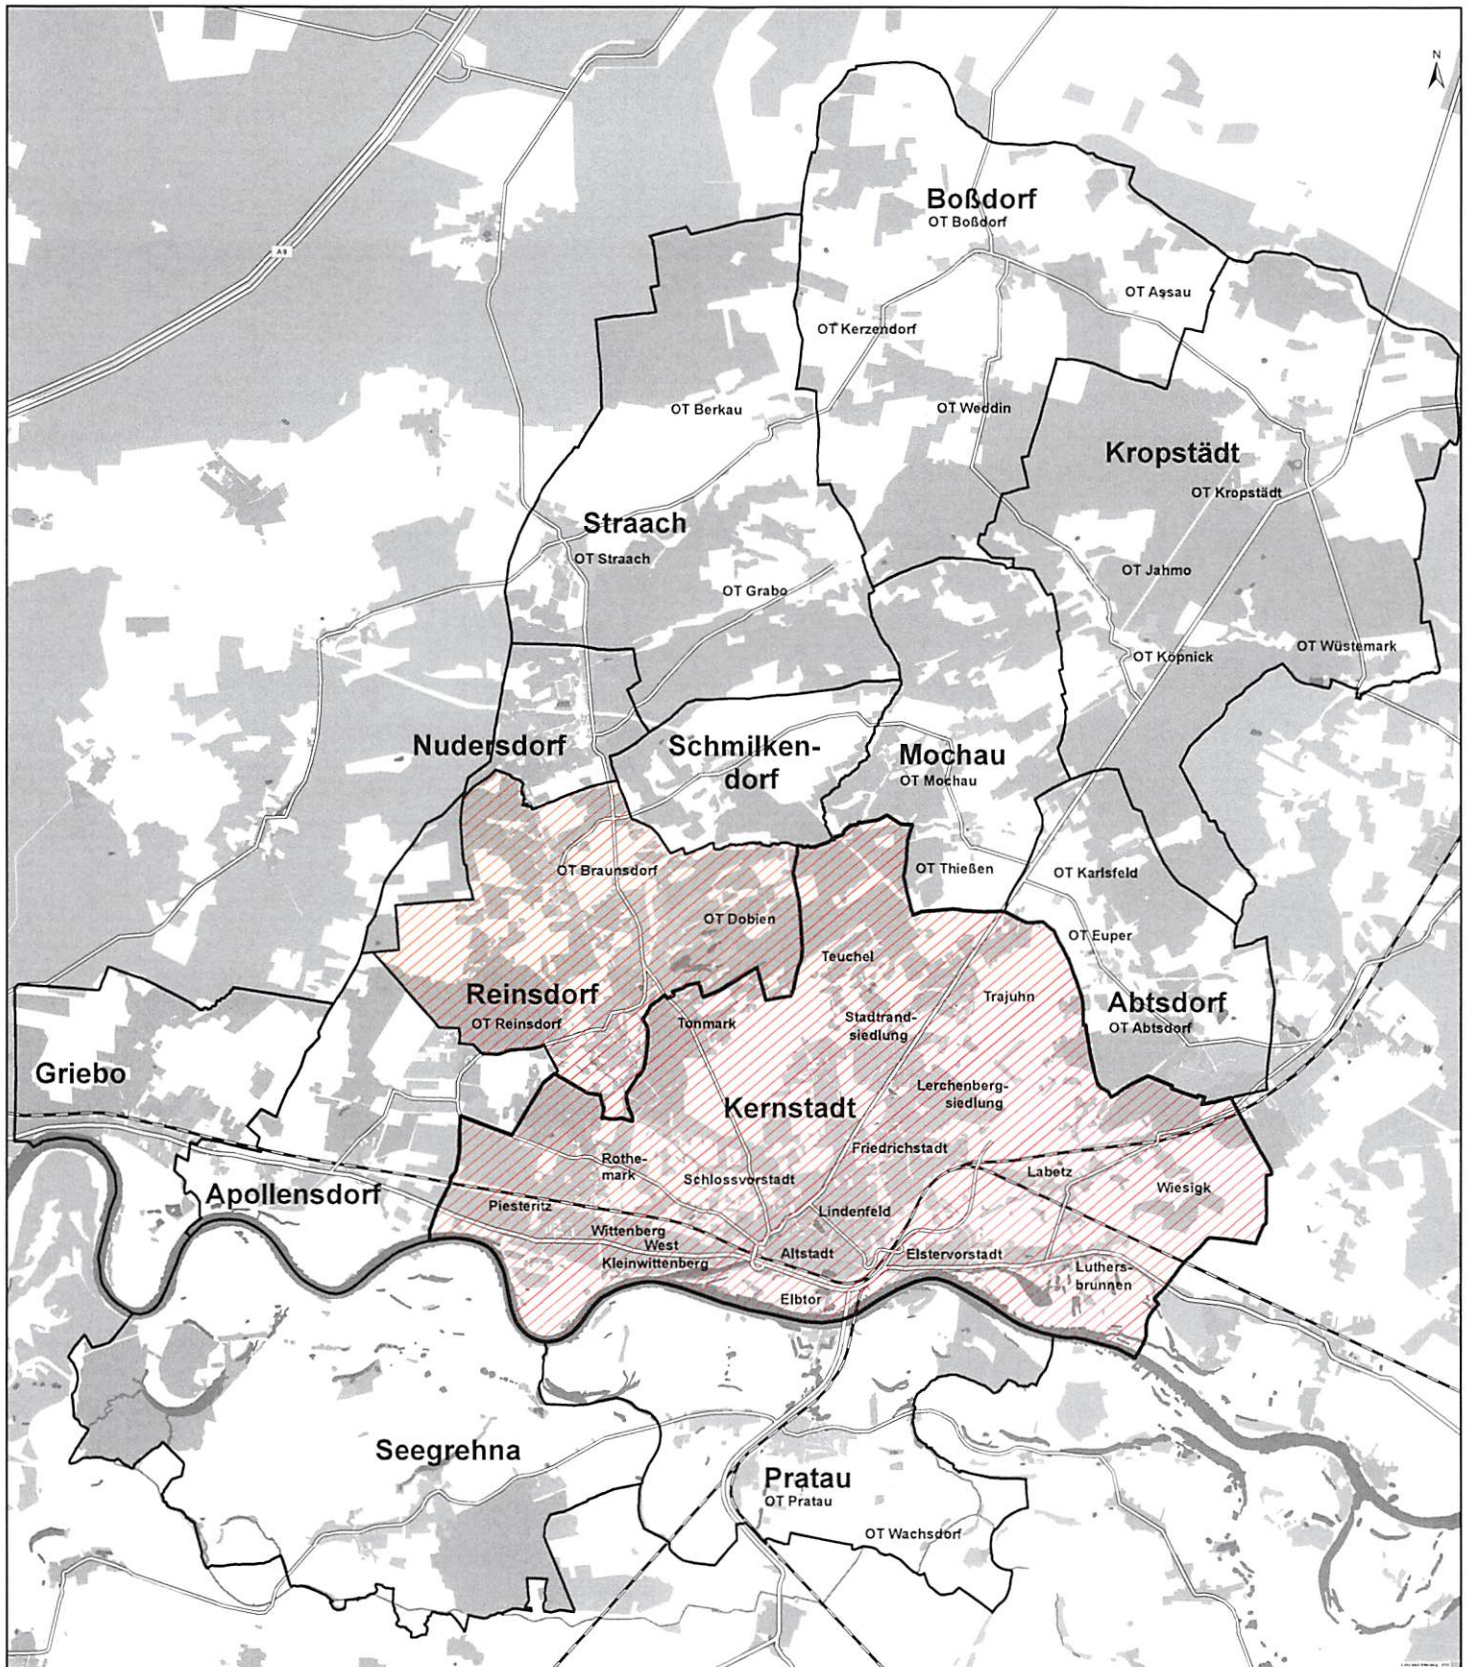 N
A9
Boßdorf
OT Boßdorf
OT Assau
OT Kerzendorf
OT Berkau
OT Weddin
Kropstädt
OT Kropstädt
Straach
OT Straach
OT Jahmo
OT Grabo
OT Wüstemark
OT Köpnick
Nudersdorf
Schmilken-
dorf
Mochau
OT Mochau
OT Braunsdorf
OT Thießen
OT Karlsfeld
OT Dobien
OT Euper
Teuchel
Reinsdorf
OT Reinsdorf
Trajuhn
Abtsdorf
OT Abtsdorf
Tonmark
Stadtrand-
siedlung
Griebo
Lerchenberg-
siedlung
Kernstadt
Friedrichstadt
Rothe-
mark
Schlossvorstadt
Labetz
Wiesigk
Apollensdorf
Piesteritz
Lindenfeld
Wittenberg
West
Kleinwittenberg
Altstadt
Elstervorstadt
Luthers-
brunnen
Elbtor
Seegrehna
Pratau
OT Pratau
OT Wachsdorf